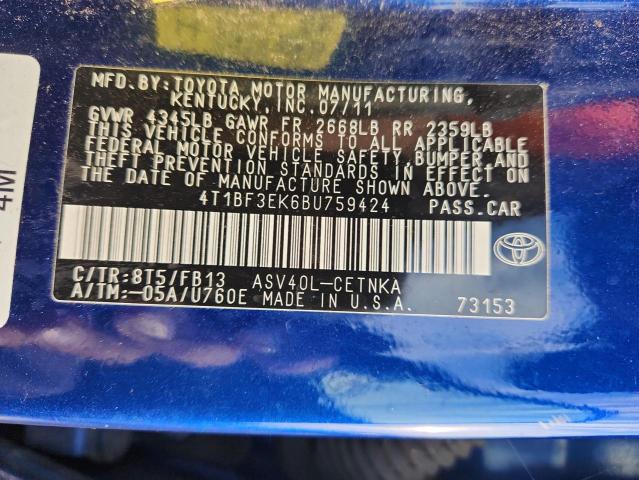 MFD.BY:TOYOTA MOTOR MANUFACTURING,
KENTUCKY,INC.07/11
GVWR 4345LB GAWR FR 2668LB RR 2359LB
THIS VEHICLE CONFORMS TO ALL APPLICABLE
FEDERAL MOTOR VEHICLE SAFETY,BUMPER,AND
THEFT PREVENTION STANDARDS IN EFFECT ON
THE DATE OF MANUFACTURE SHOWN ABOVE.
4T1BF3EK6BU759424 PASS.CAR
C/TR:8T5/FB13 ASV40L-CETNKA
A/TM:-05A/U760E MADE IN U.S.A. 73153
4M